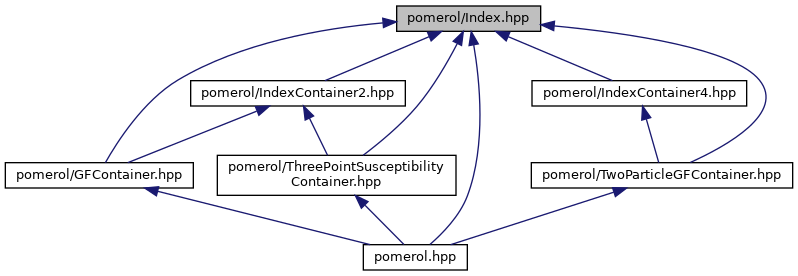 pomerol/Index.hpp
pomerol/IndexContainer2.hpp
pomerol/IndexContainer4.hpp
pomerol/GFContainer.hpp
pomerol/ThreePointSusceptibility
Container.hpp
pomerol/TwoParticleGFContainer.hpp
pomerol.hpp